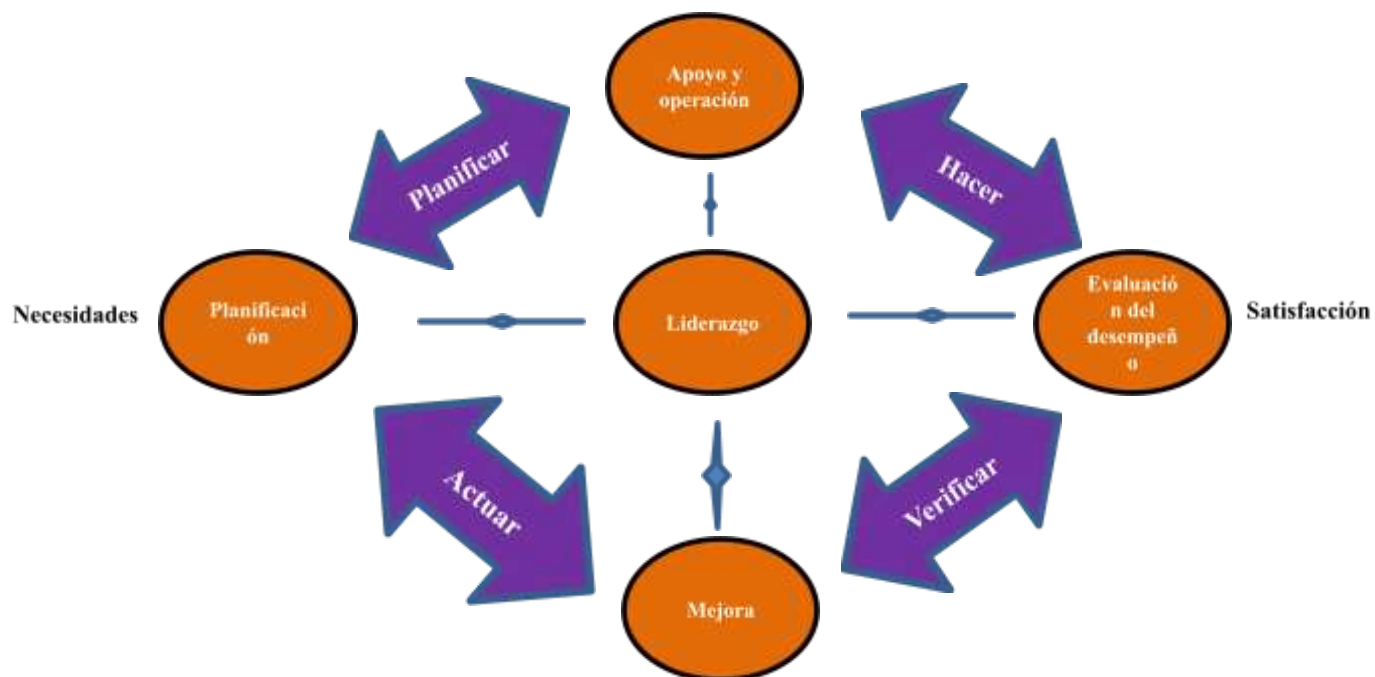 Apoyo y
operación
Planificar
Hacer
Necesidades
Planificaci
ón
Liderazgo
Evaluació
n del
desempeñ
o
Satisfacción
Actuar
Verificar
Mejora